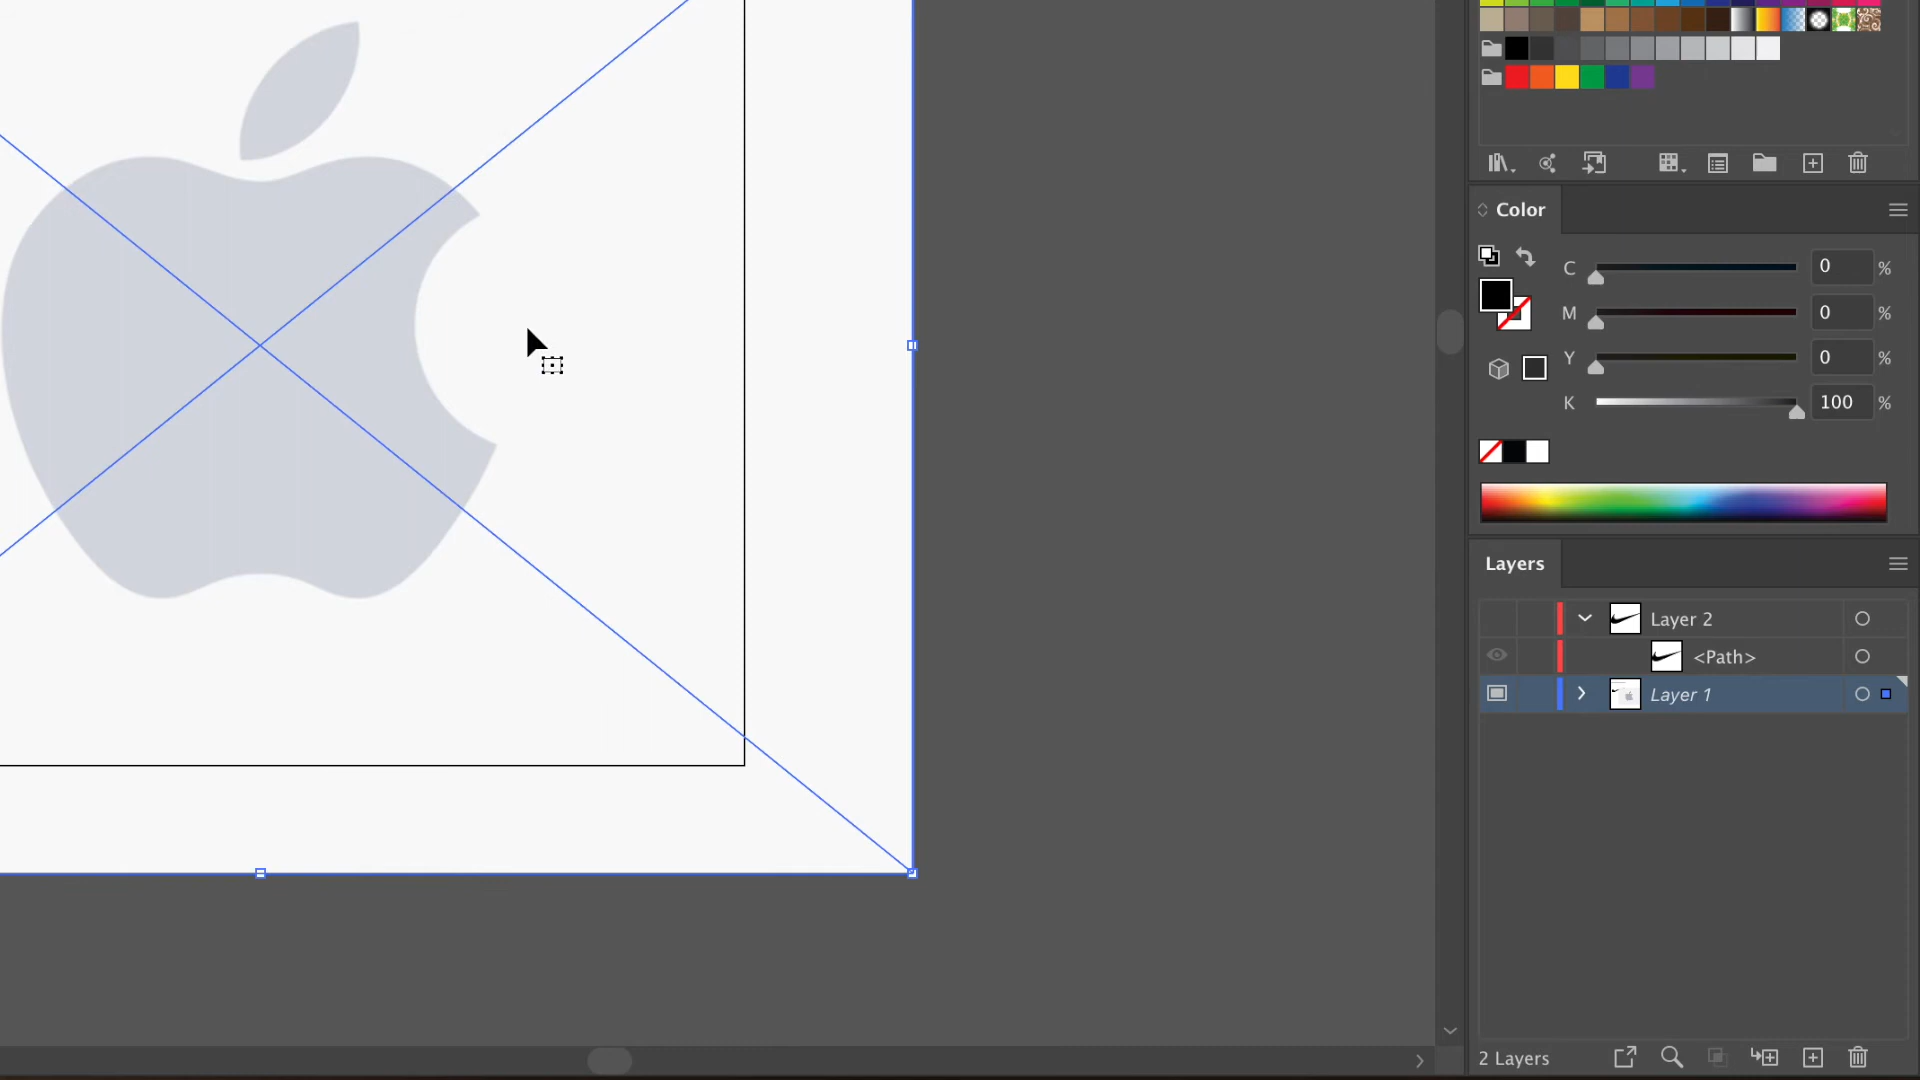 Color
C 0 %
M 0 %
Y 0 %
K 100 %
Layers
Layer 2
<Path>
Layer 1
2 Layers